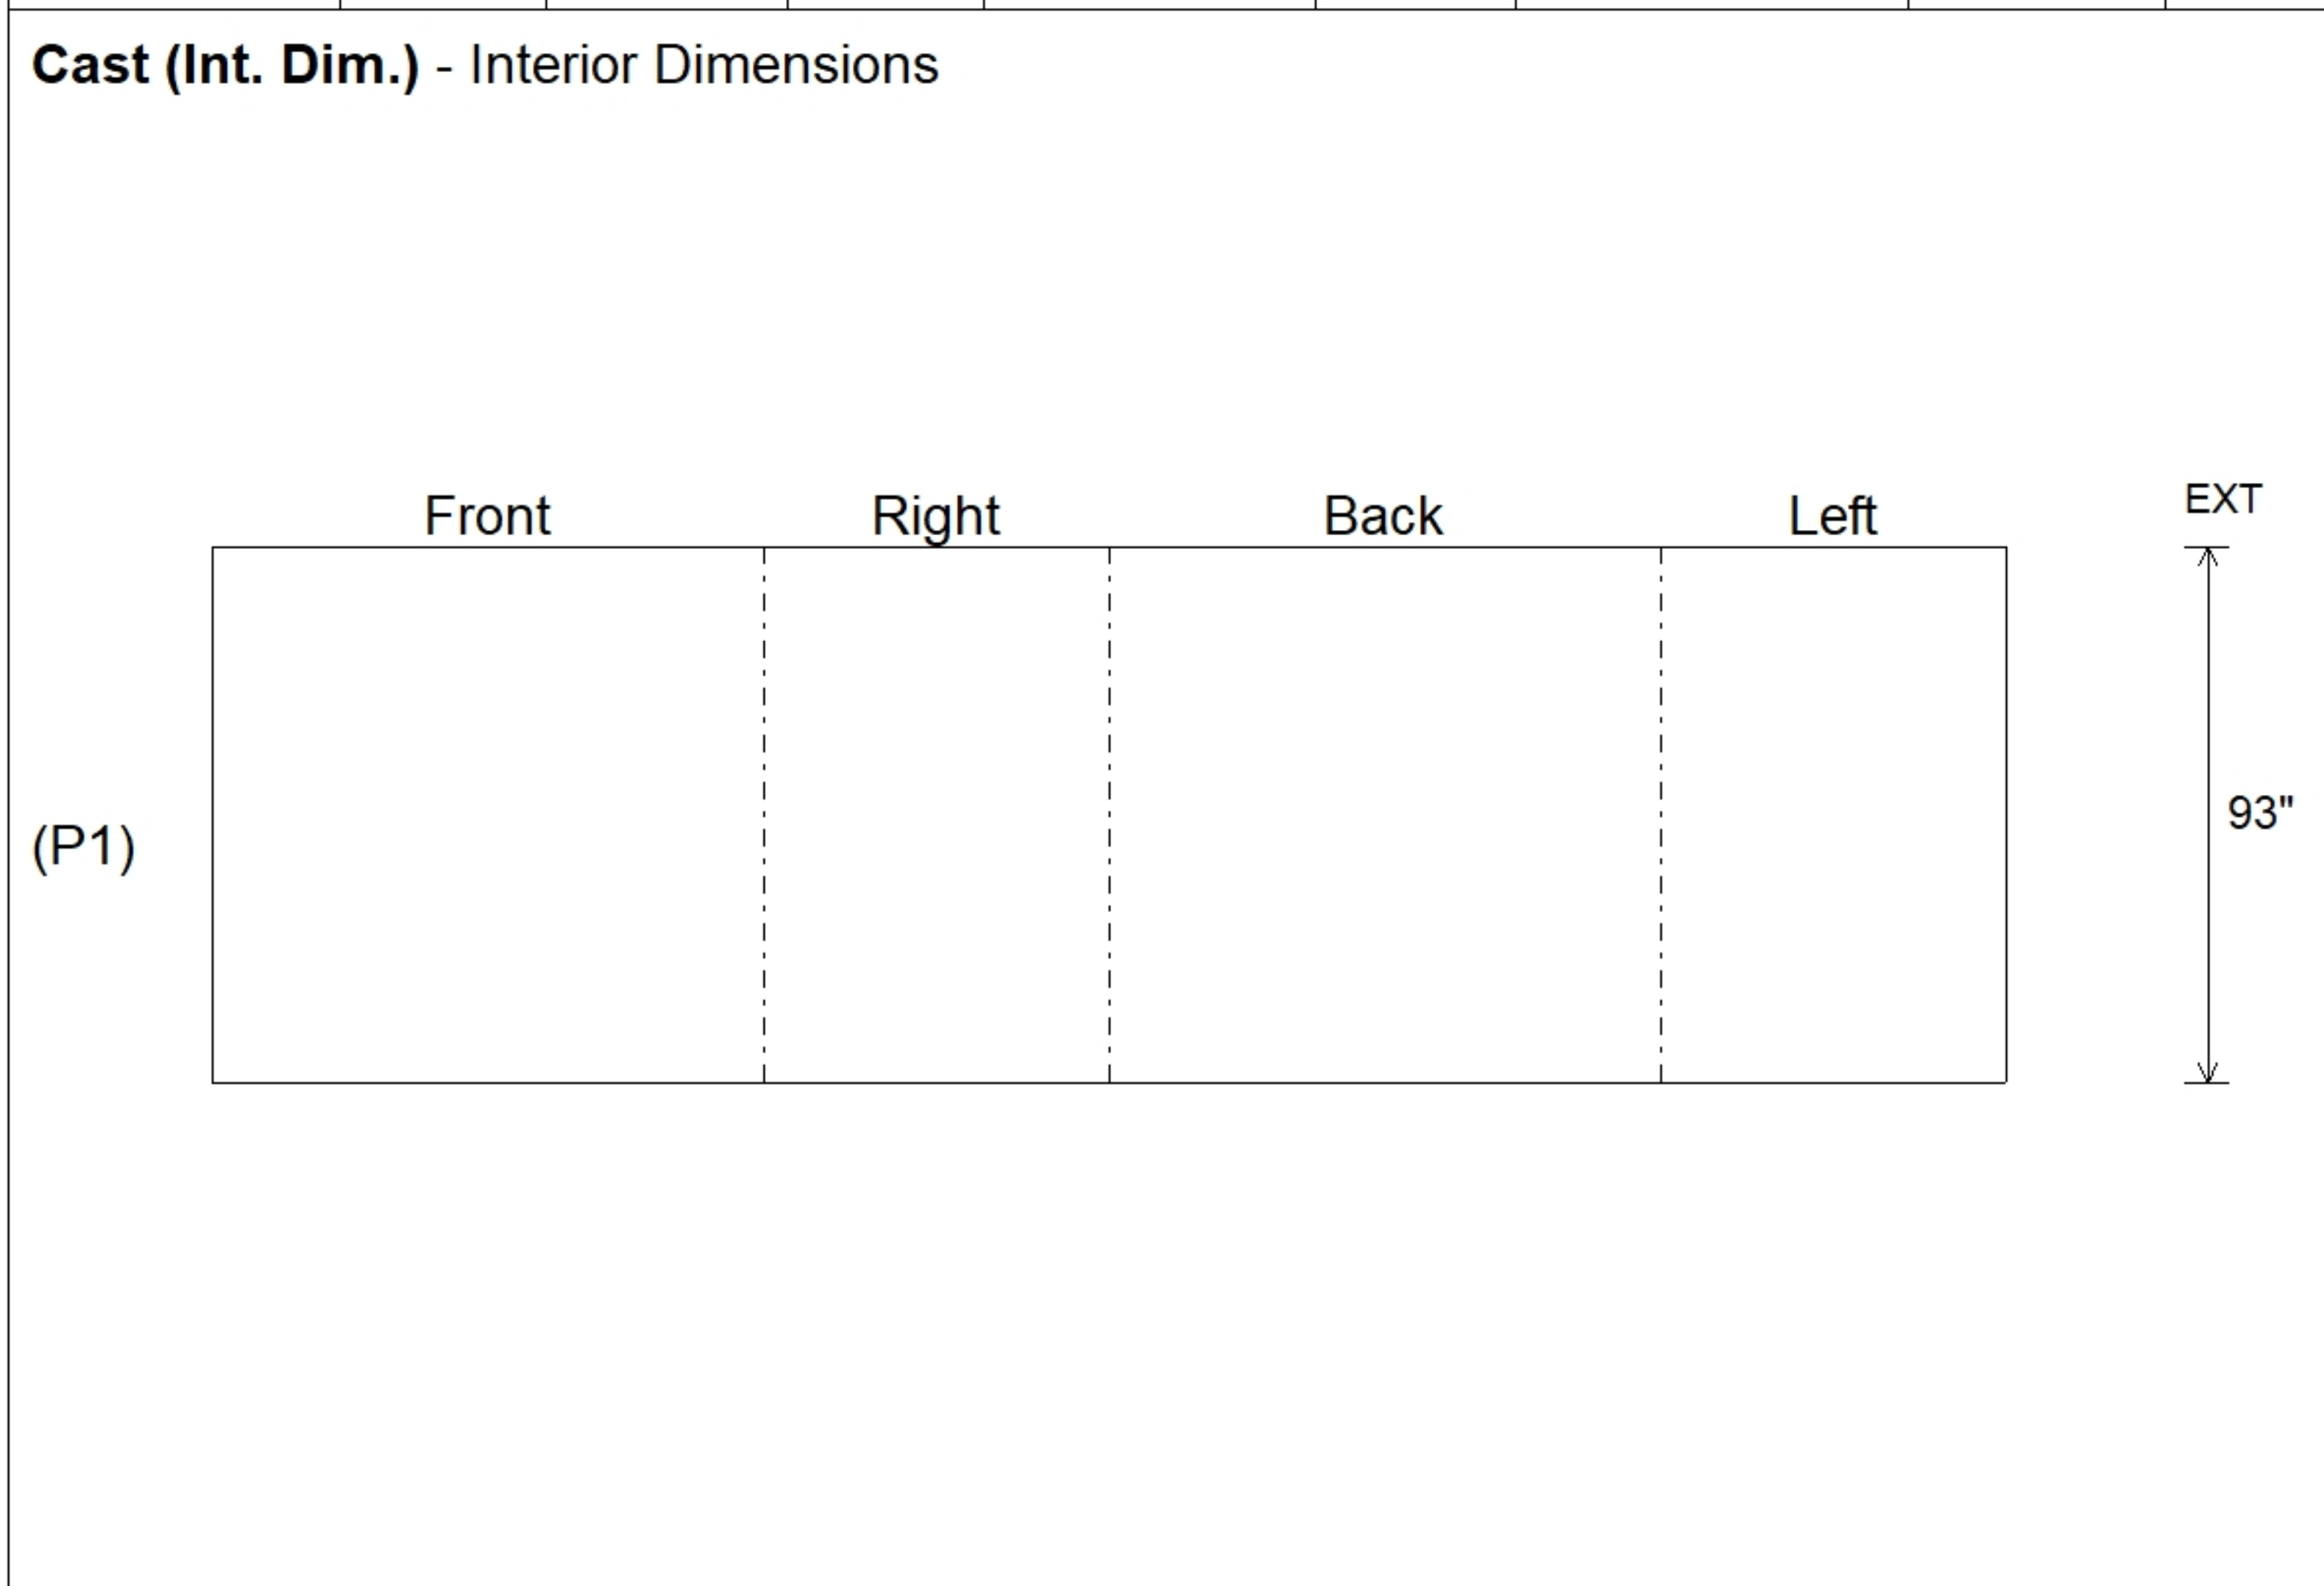 Cast (Int. Dim.) - Interior Dimensions
Front Right Back Left EXT
(P1) 93"